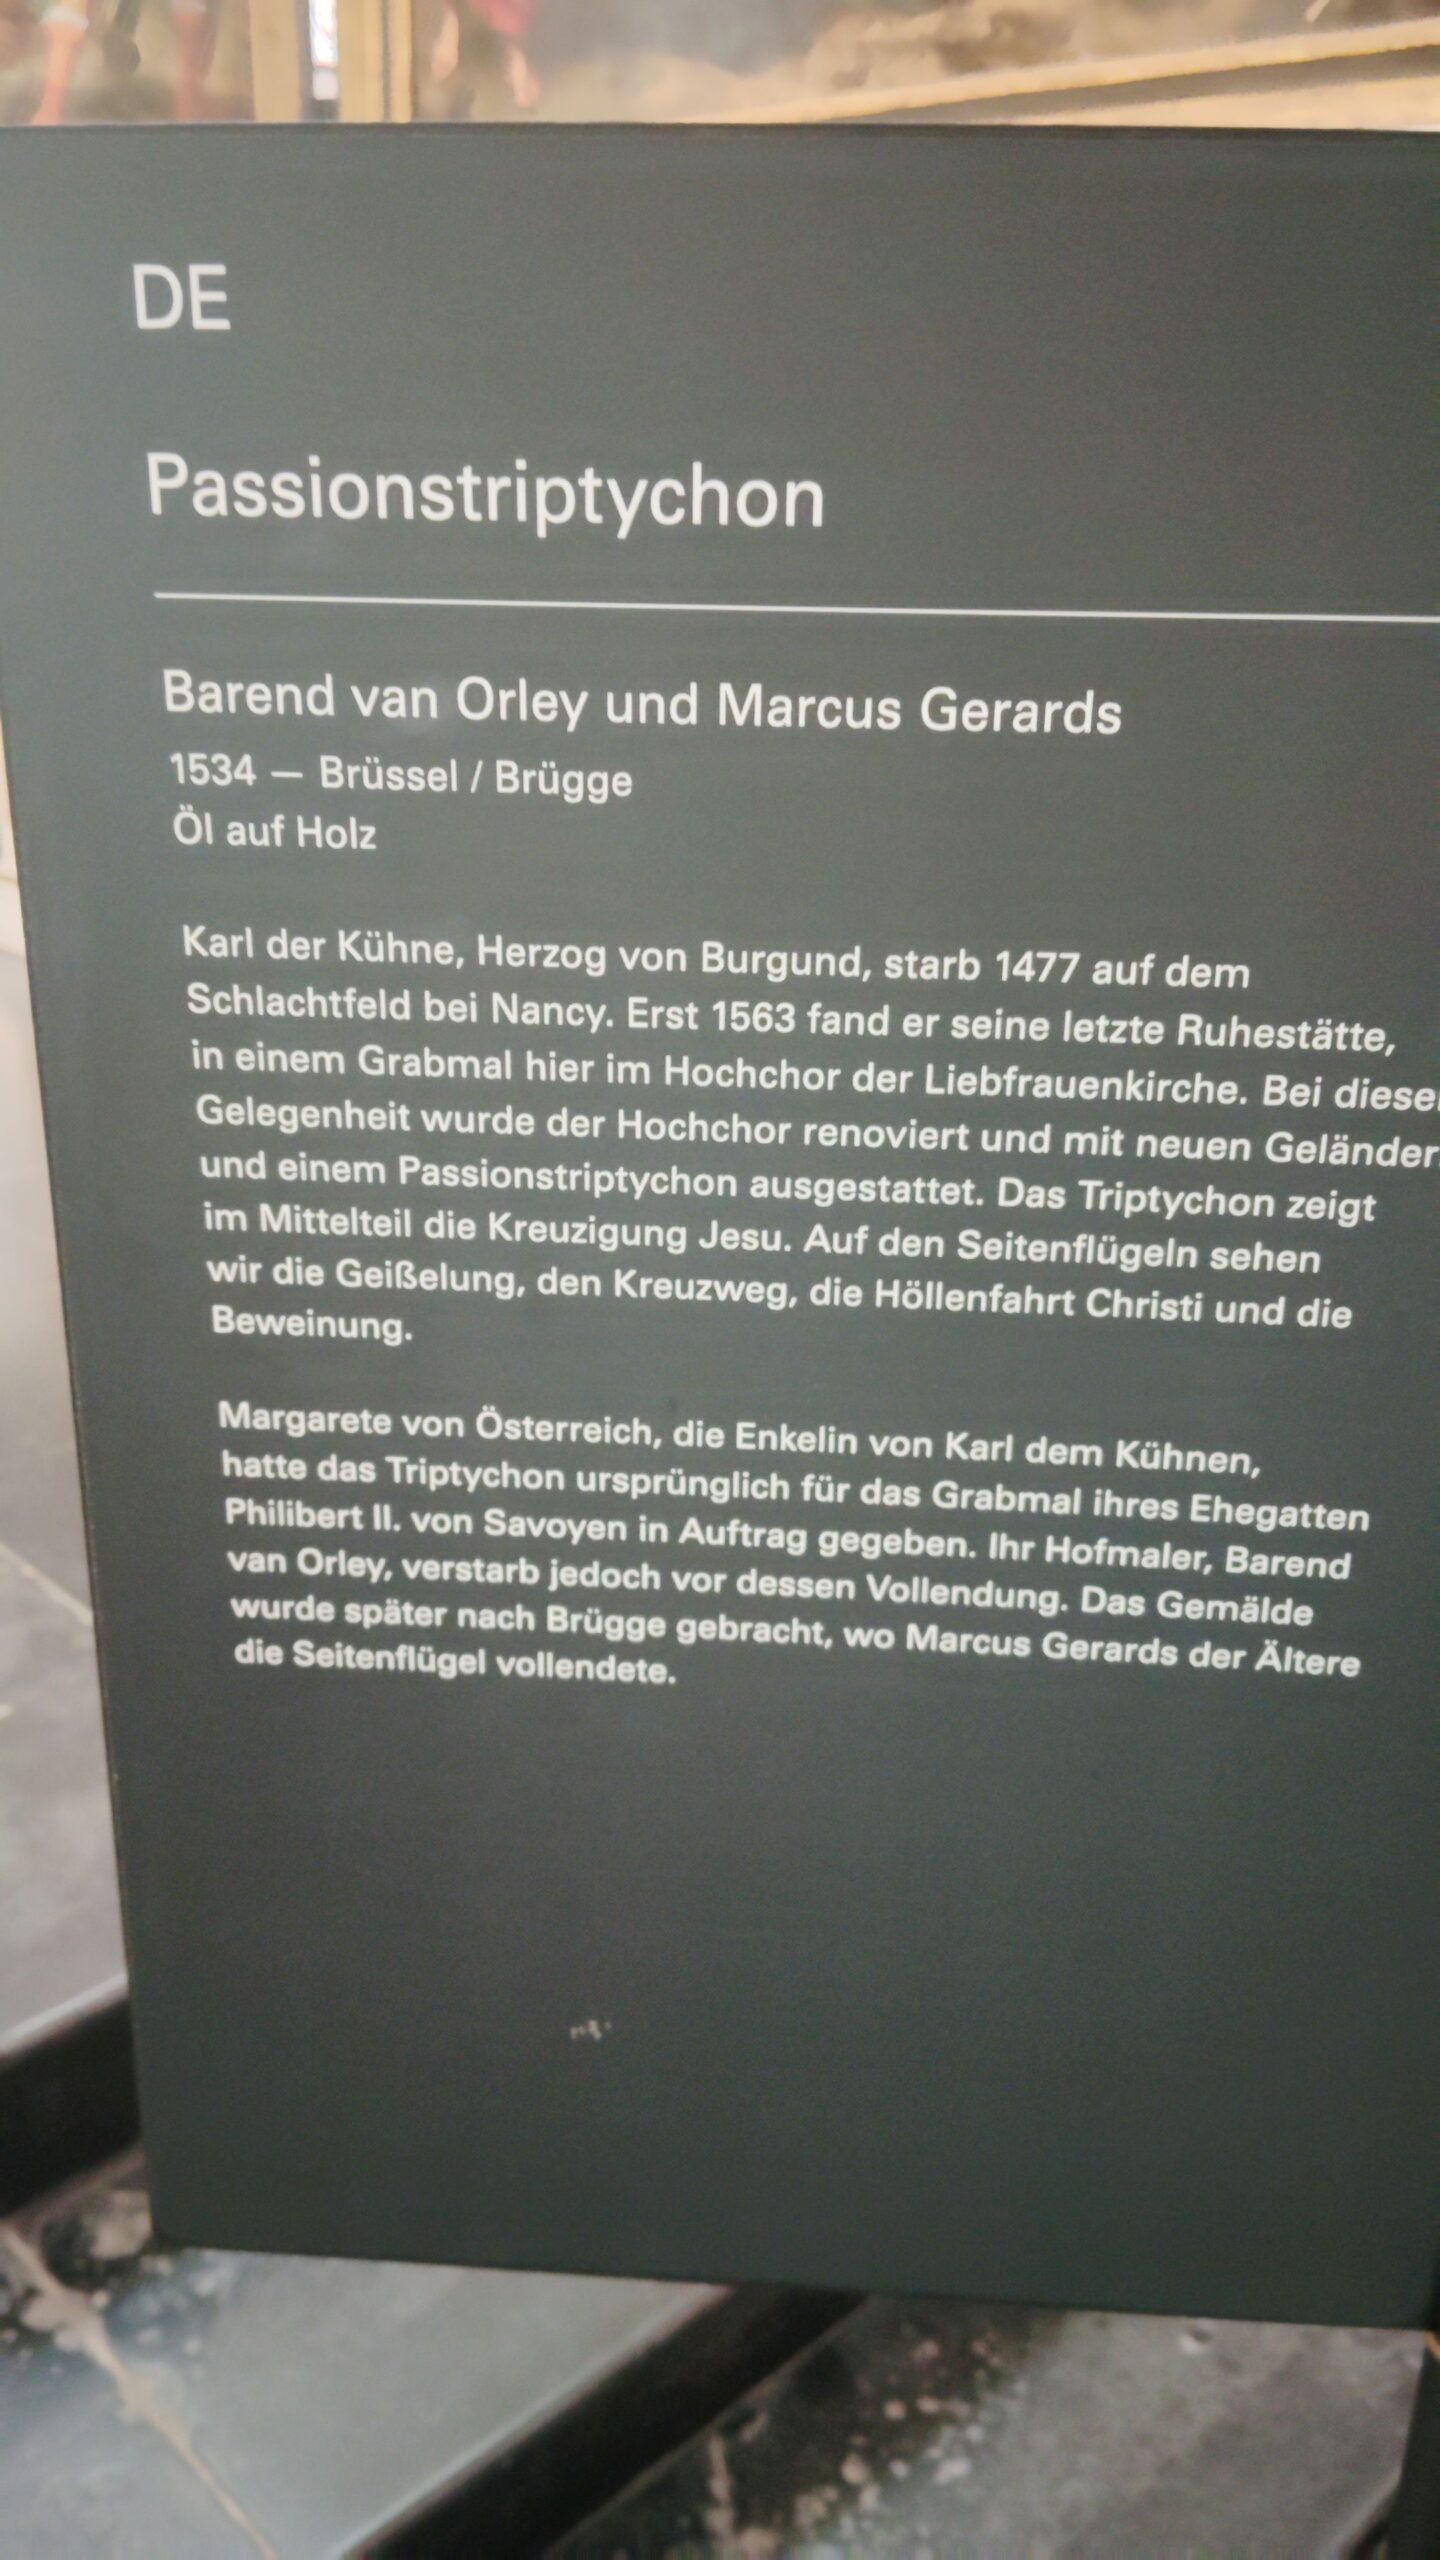 DE
Passionstriptychon
Barend van Orley und Marcus Gerards
1534 — Brüssel / Brügge
Öl auf Holz
Karl der Kühne, Herzog von Burgund, starb 1477 auf dem
Schlachtfeld bei Nancy. Erst 1563 fand er seine letzte Ruhestätte,
in einem Grabmal hier im Hochchor der Liebfrauenkirche. Bei
Gelegenheit wurde der Hochchor renoviert und mit neuen
und einem Passionstriptychon ausgestattet. Das Triptychon zeigt
im Mittelteil die Kreuzigung Jesu. Auf den Seitenflügeln sehen
wir die Geißelung, den Kreuzweg, die Höllenfahrt Christi und die
Beweinung.
Margarete von Österreich, die Enkelin von Karl dem Kühnen,
hatte das Triptychon ursprünglich für das Grabmal ihres Ehegatten
Philibert II. von Savoyen in Auftrag gegeben. Ihr Hofmaler, Barend
van Orley, verstarb jedoch vor dessen Vollendung. Das Gemälde
wurde später nach Brügge gebracht, wo Marcus Gerards der Ältere
die Seitenflügel vollendete.